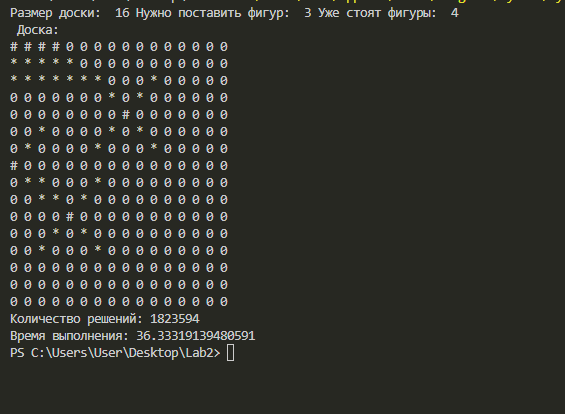 Размер доски:  16 Нужно поставить фигур:  3 Уже стоят фигуры:  4
 Доска:
# # # # 0 0 0 0 0 0 0 0 0 0 0 0
* * * * * 0 0 0 0 0 0 0 0 0 0 0
* * * * * * * 0 0 0 * 0 0 0 0 0
0 0 0 0 0 0 0 * 0 * 0 0 0 0 0 0
0 0 0 0 0 0 0 0 # 0 0 0 0 0 0 0
0 0 * 0 0 0 0 * 0 * 0 0 0 0 0 0
0 * 0 0 0 0 * 0 0 0 * 0 0 0 0 0
# 0 0 0 0 0 0 0 0 0 0 0 0 0 0 0
0 * * 0 0 0 * 0 0 0 0 0 0 0 0 0
0 0 * * 0 * 0 0 0 0 0 0 0 0 0 0
0 0 0 0 # 0 0 0 0 0 0 0 0 0 0 0
0 0 0 * 0 * 0 0 0 0 0 0 0 0 0 0
0 0 * 0 0 0 * 0 0 0 0 0 0 0 0 0
0 0 0 0 0 0 0 0 0 0 0 0 0 0 0 0
0 0 0 0 0 0 0 0 0 0 0 0 0 0 0 0
0 0 0 0 0 0 0 0 0 0 0 0 0 0 0 0
Количество решений: 1823594
Время выполнения: 36.33319139480591
PS C:\Users\User\Desktop\Lab2>